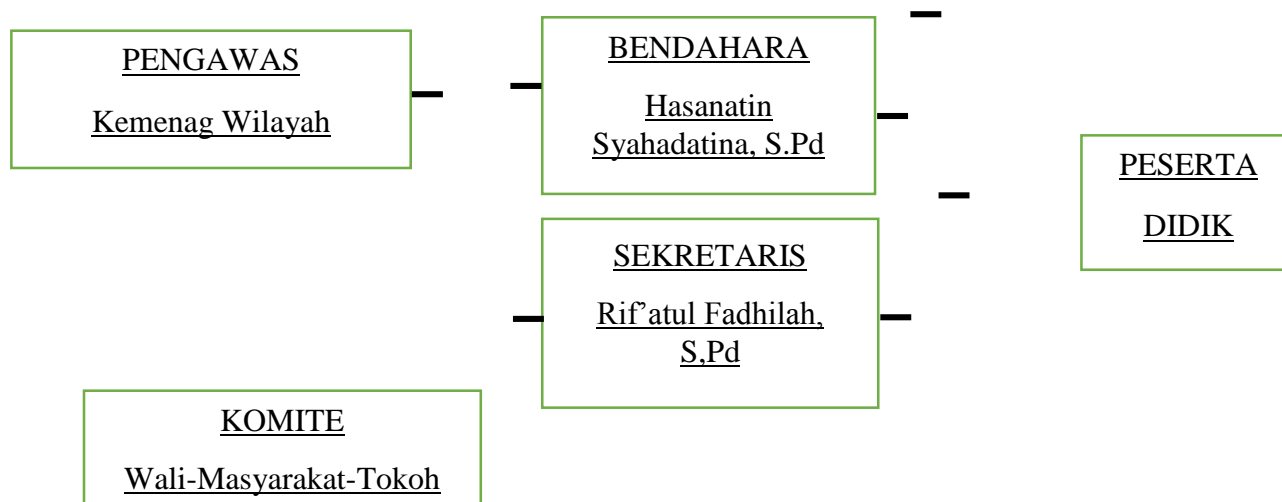 PENGAWAS
Kemenag Wilayah
BENDAHARA
Hasanatin
Syahadatina, S.Pd
PESERTA
DIDIK
SEKRETARIS
Rif’atul Fadhilah,
S,Pd
KOMITE
Wali-Masyarakat-Tokoh